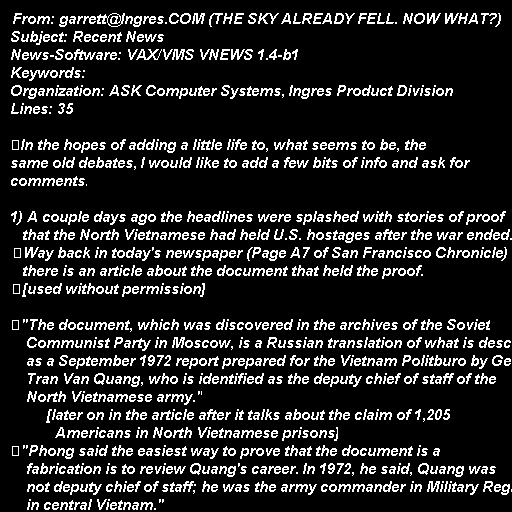 From: garrett@Ingres.COM (THE SKY ALREADY FELL. NOW WHAT?)
Subject: Recent News
News-Software: VAX/VMS VNEWS 1.4-b1
Keywords:
Organization: ASK Computer Systems, Ingres Product Division
Lines: 35

In the hopes of adding a little life to, what seems to be, the
same old debates, I would like to add a few bits of info and ask for
comments.

1) A couple days ago the headlines were splashed with stories of proof
that the North Vietnamese had held U.S. hostages after the war ended.
Way back in today's newspaper (Page A7 of San Francisco Chronicle)
there is an article about the document that held the proof.
[used without permission]

"The document, which was discovered in the archives of the Soviet
Communist Party in Moscow, is a Russian translation of what is desc
as a September 1972 report prepared for the Vietnam Politburo by Ge
Tran Van Quang, who is identified as the deputy chief of staff of the
North Vietnamese army."
[later on in the article after it talks about the claim of 1,205
Americans in North Vietnamese prisons]
"Phong said the easiest way to prove that the document is a
fabrication is to review Quang's career. In 1972, he said, Quang was
not deputy chief of staff; he was the army commander in Military Reg
in central Vietnam."